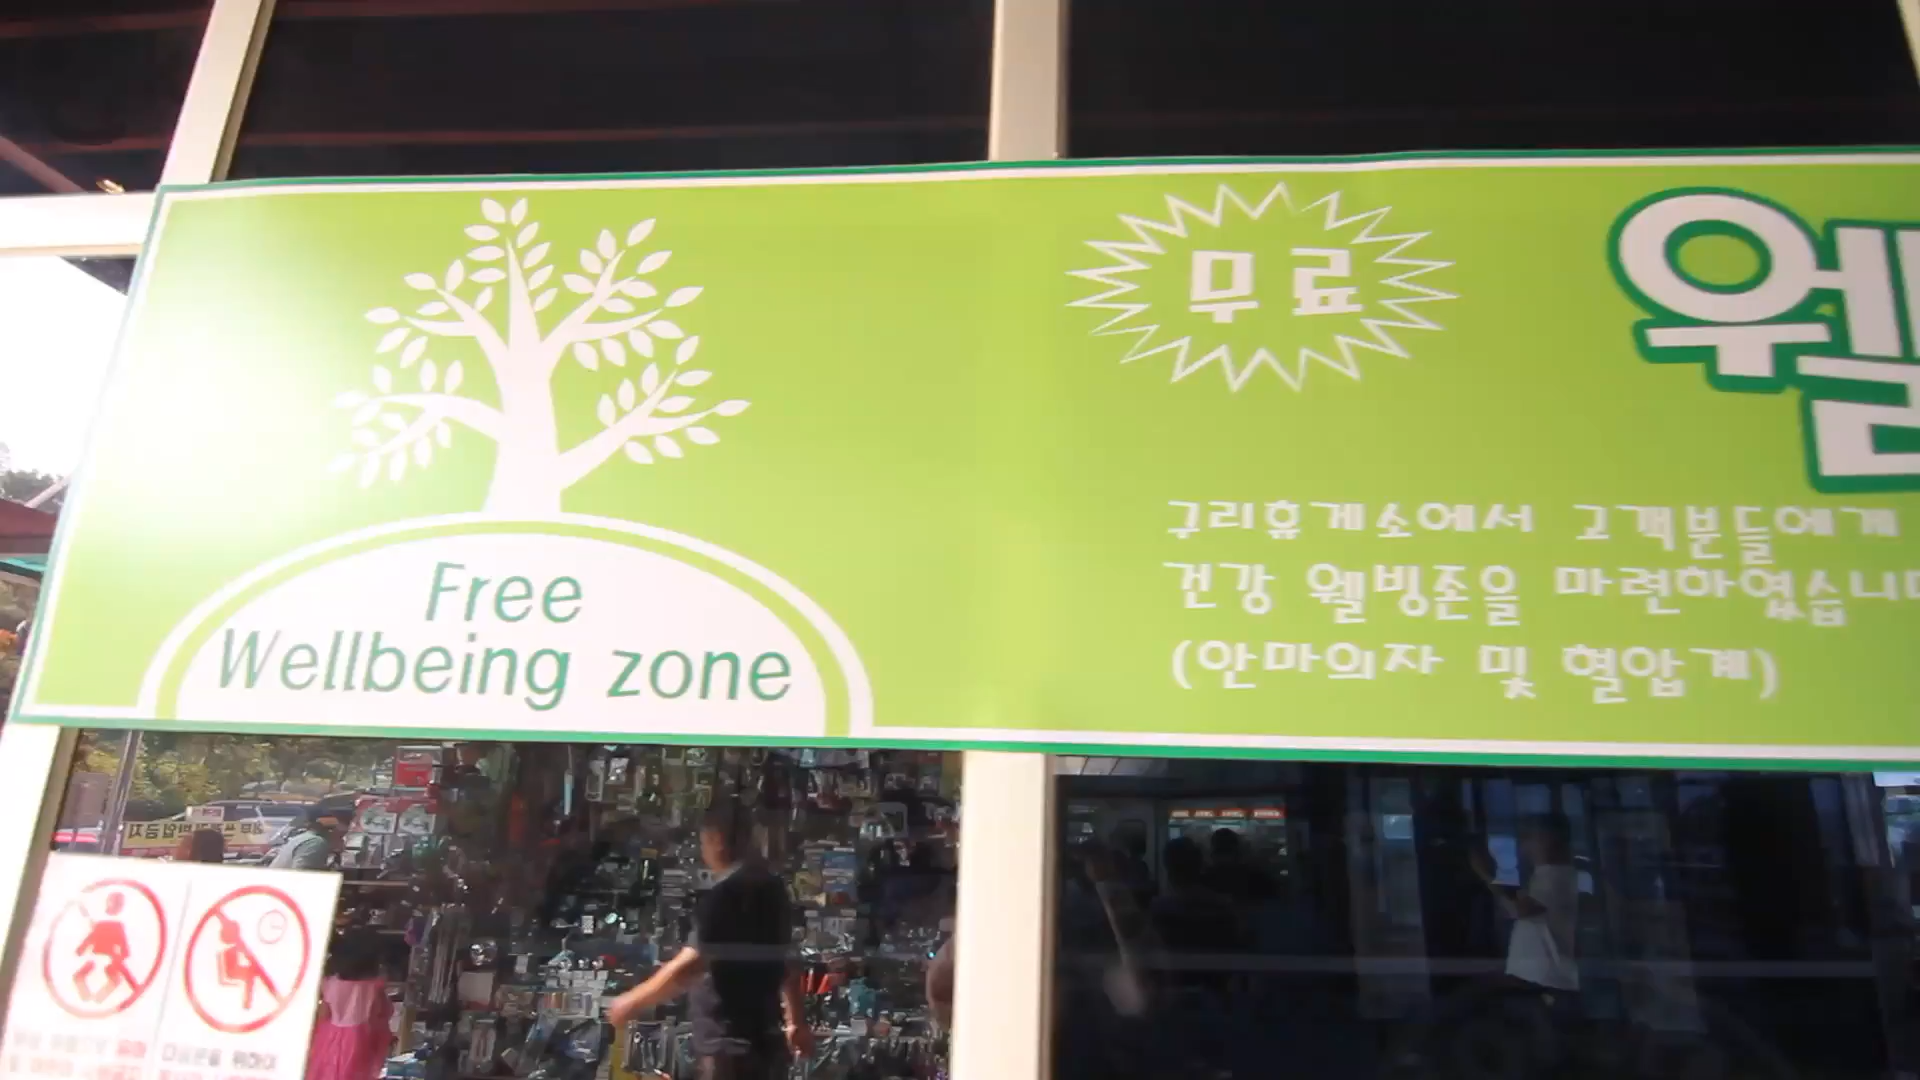 Free
Wellbeing zone
무료
웰
구리휴게소에서 고객분들에게
건강 웰빙존을 마련하였습니다
(안마의자 및 혈압계)